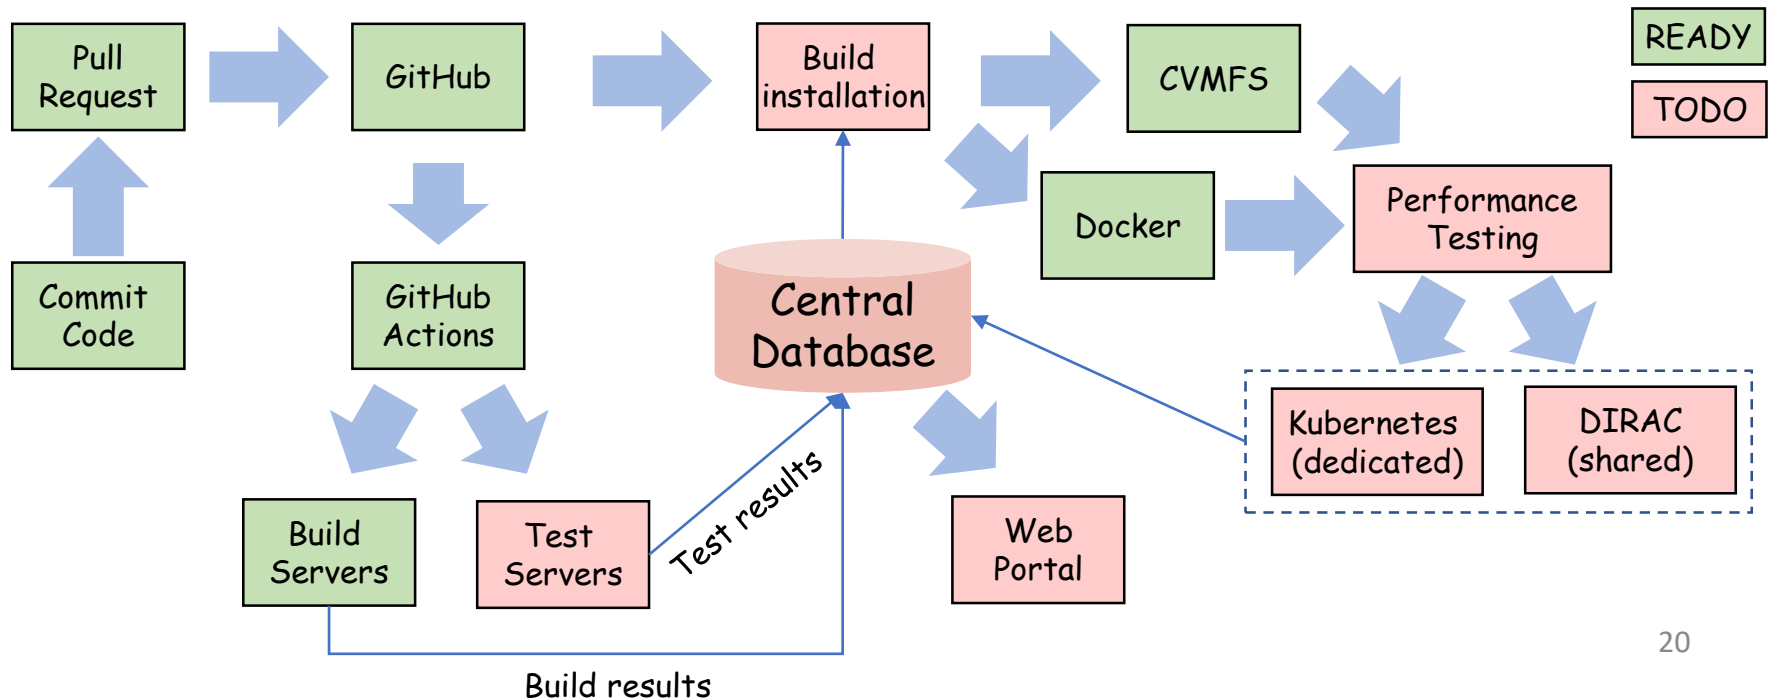 Pull
Request
GitHub
Build
installation
CVMFS
READY
TODO
Commit
Code
GitHub
Actions
Docker
Performance
Testing
Central
Database
Kubernetes
(dedicated)
DIRAC
(shared)
Build
Servers
Test
Servers
Test results
Web
Portal
Build results
20